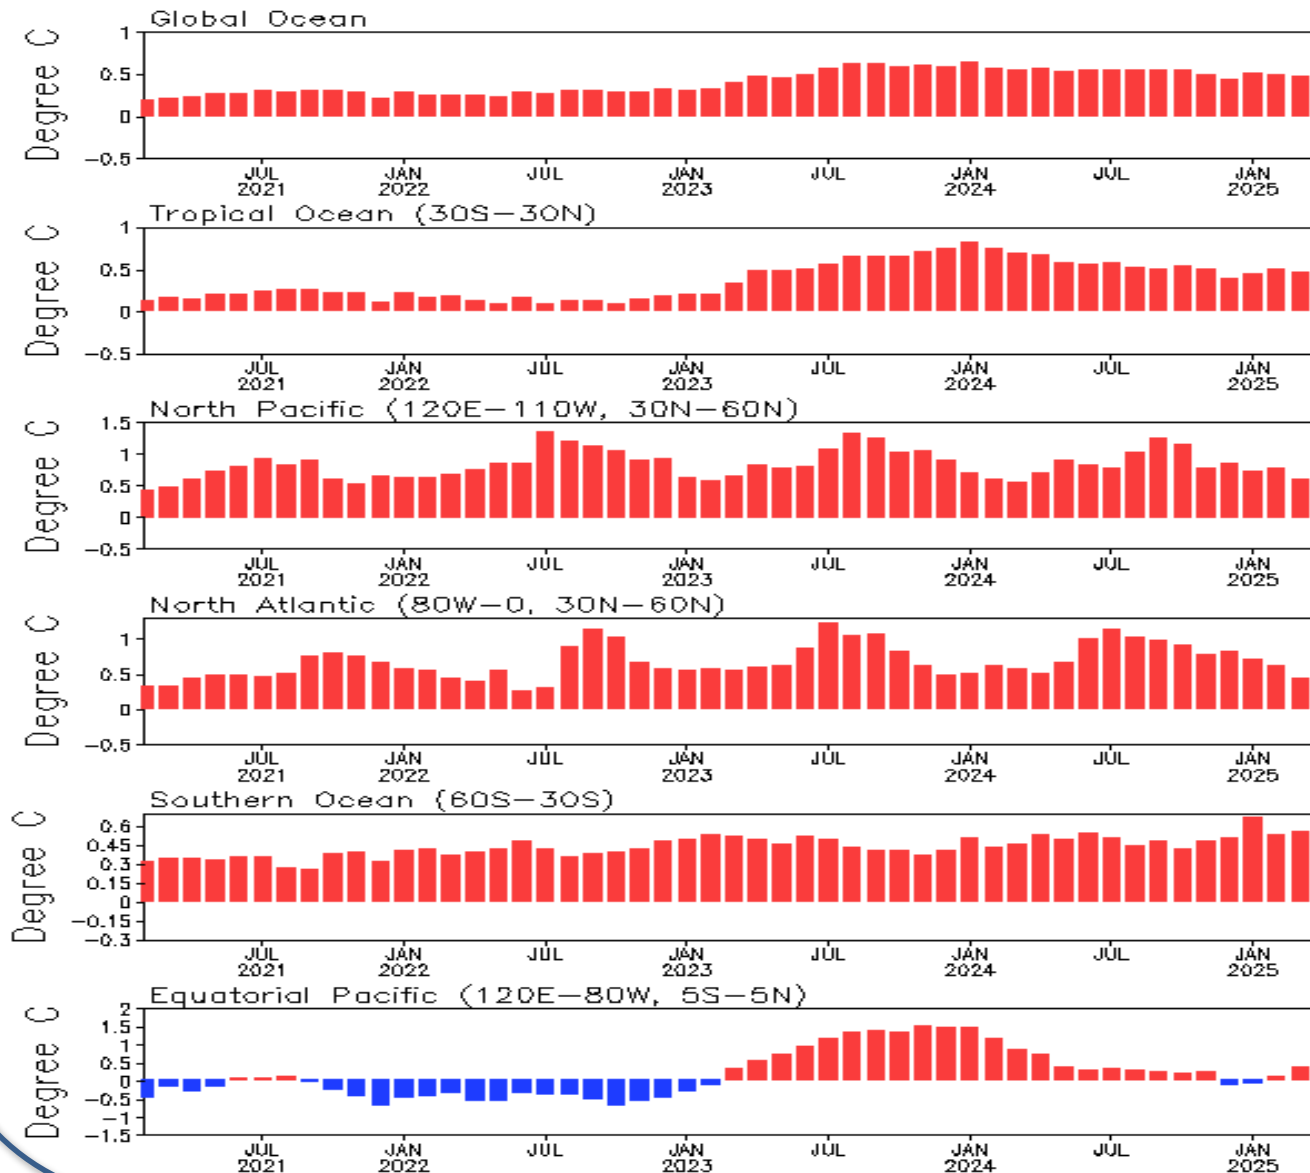 Global Ocean
Degree C
1
0.5
0
-0.5
JUL JAN JUL JAN JUL JAN JUL JAN
2021 2022 2023 2024 2025
Tropical Ocean (30S-30N)
Degree C
1
0.5
0
-0.5
JUL JAN JUL JAN JUL JAN JUL JAN
2021 2022 2023 2024 2025
North Pacific (120E-110W, 30N-60N)
Degree C
1.5
1
0.5
0
-0.5
JUL JAN JUL JAN JUL JAN JUL JAN
2021 2022 2023 2024 2025
North Atlantic (80W-0, 30N-60N)
Degree C
1
0.5
0
-0.5
JUL JAN JUL JAN JUL JAN JUL JAN
2021 2022 2023 2024 2025
Southern Ocean (60S-30S)
Degree C
0.6
0.45
0.3
0.15
0
-0.15
-0.3
JUL JAN JUL JAN JUL JAN JUL JAN
2021 2022 2023 2024 2025
Equatorial Pacific (120E-80W, 5S-5N)
Degree C
2
1.5
1
0.5
0
-0.5
-1
-1.5
JUL JAN JUL JAN JUL JAN JUL JAN
2021 2022 2023 2024 2025